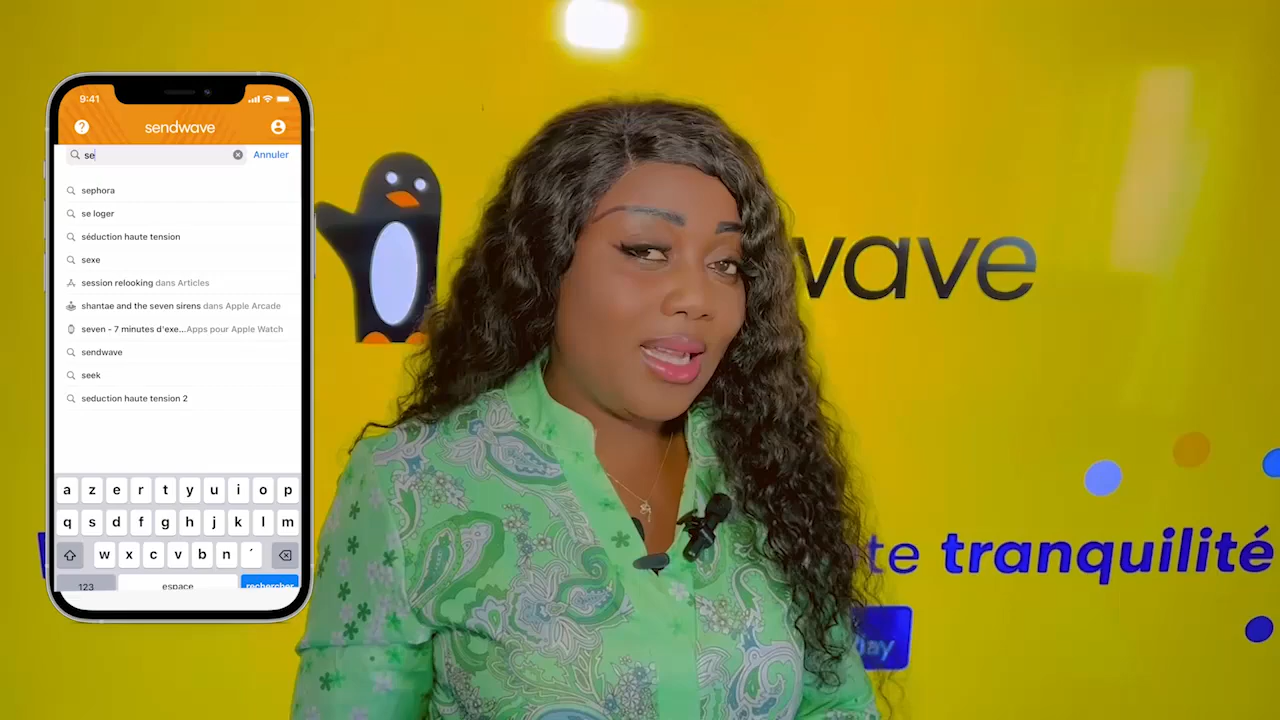 9:41
sendwave
se
Annuler
sephora
se loger
séduction haute tension
sexe
session relooking dans Articles
shantae and the seven sirens dans Apple Arcade
seven - 7 minutes d'exe...Apps pour Apple Watch
sendwave
seek
seduction haute tension 2
a z e r t y u i o p
q s d f g h j k l m
w x c v b n ´
123 espace rechercher
wave
te tranquilité